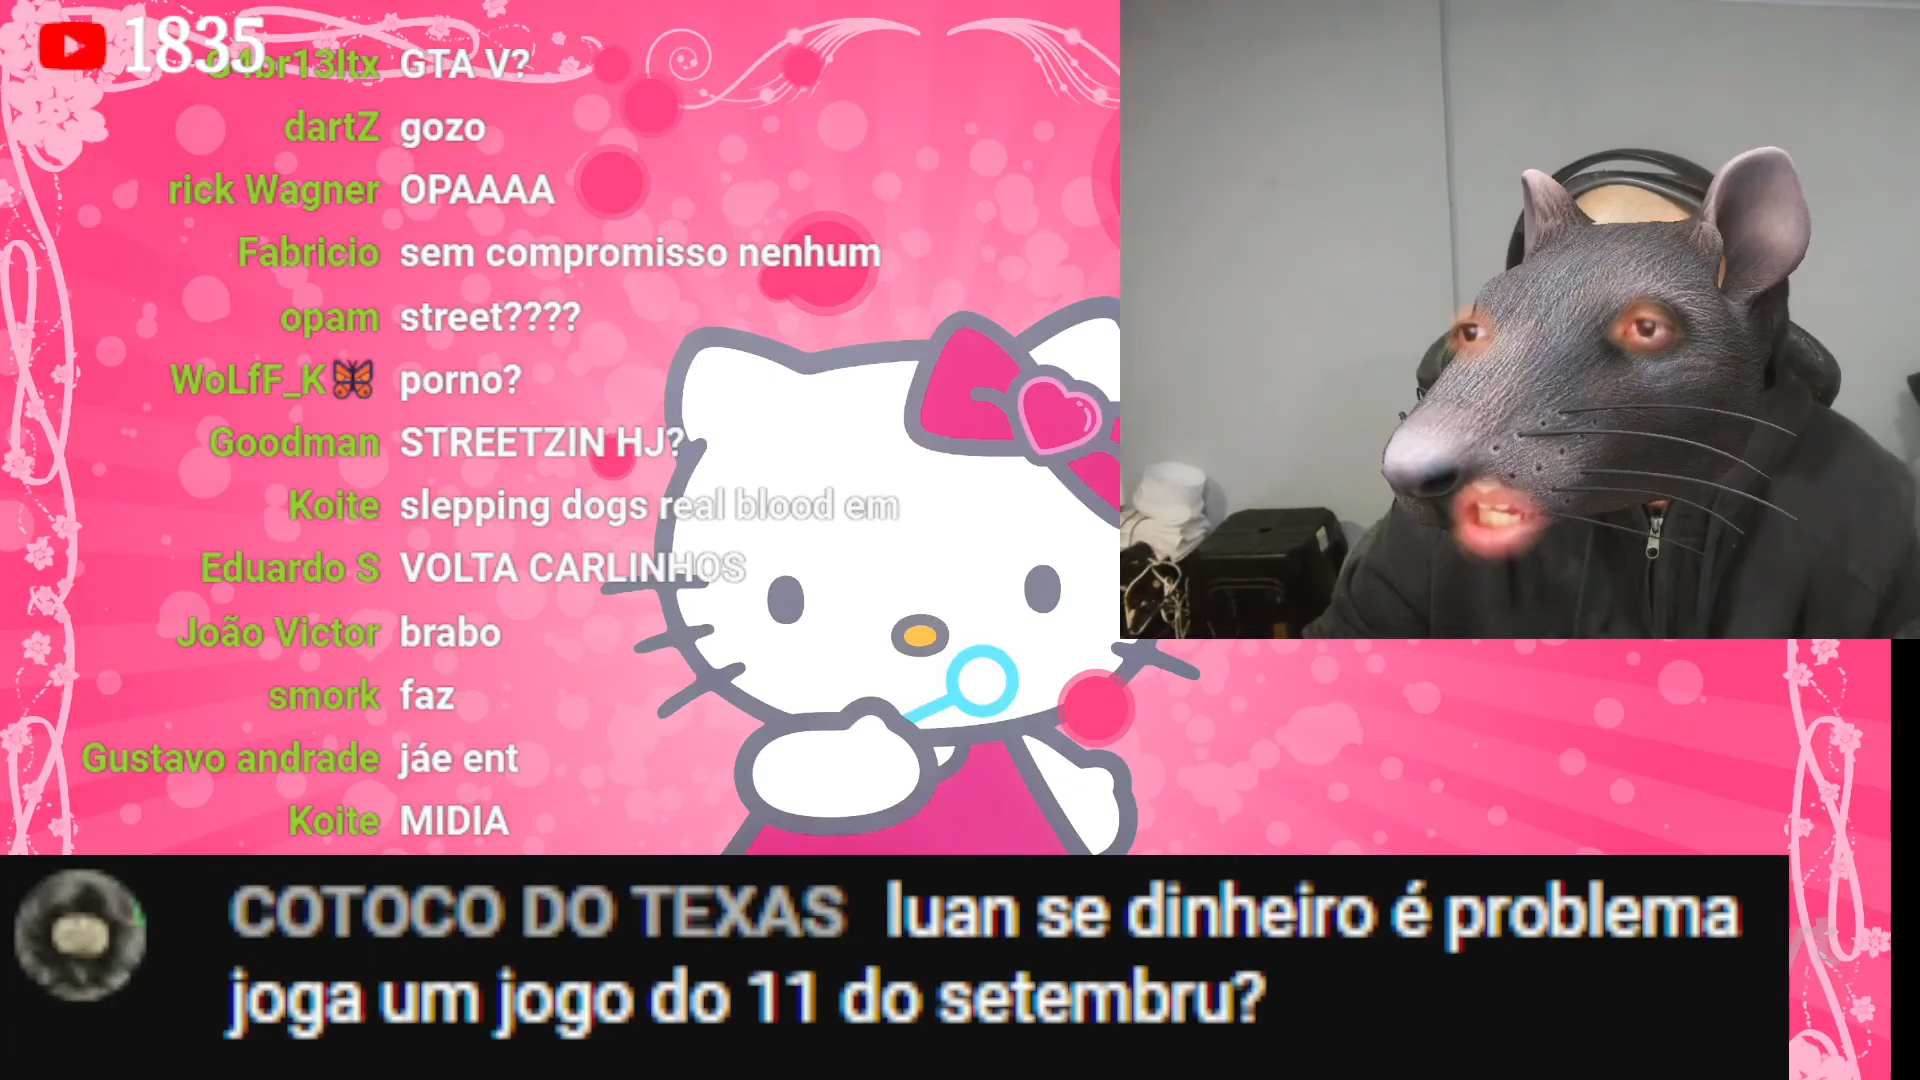 1835
G4br13ltx GTA V?
dartZ gozo
rick Wagner OPAAAA
Fabricio sem compromisso nenhum
opam street????
WoLfF_K porno?
Goodman STREETZIN HJ?
Koite slepping dogs real blood em
Eduardo S VOLTA CARLINHOS
João Victor brabo
smork faz
Gustavo andrade jáe ent
Koite MIDIA
COTOCO DO TEXAS luan se dinheiro é problema
joga um jogo do 11 do setembru?